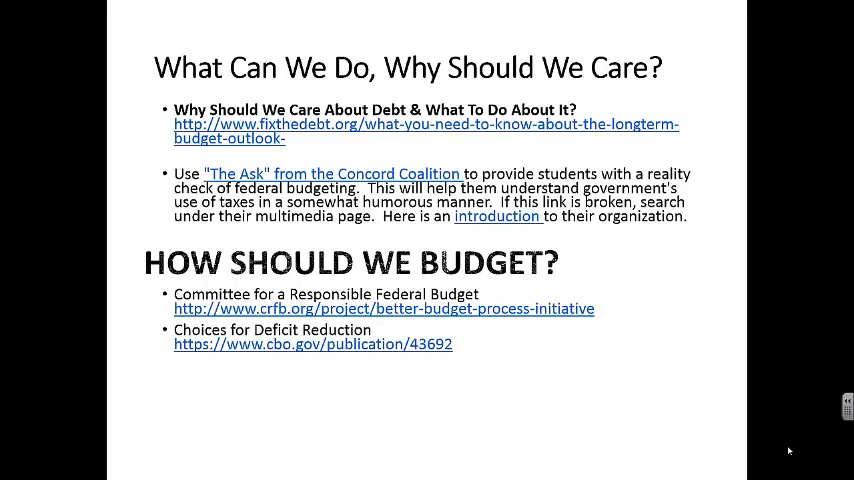 What Can We Do, Why Should We Care?
• Why Should We Care About Debt & What To Do About It?
http://www.fixthedebt.org/what-you-need-to-know-about-the-longterm-
budget-outlook-
• Use "The Ask" from the Concord Coalition to provide students with a reality
check of federal budgeting. This will help them understand government's
use of taxes in a somewhat humorous manner. If this link is broken, search
under their multimedia page. Here is an introduction to their organization.
HOW SHOULD WE BUDGET?
• Committee for a Responsible Federal Budget
http://www.crfb.org/project/better-budget-process-initiative
• Choices for Deficit Reduction
https://www.cbo.gov/publication/43692